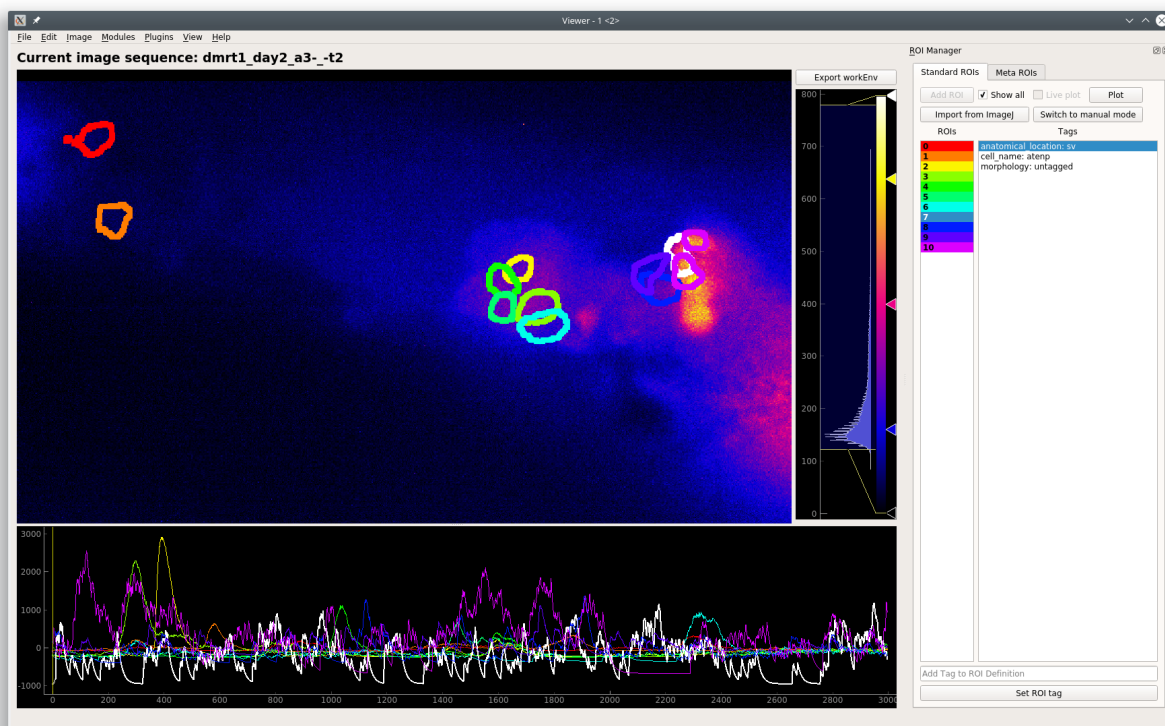 Viewer - 1 <2>
File Edit Image Modules Plugins View Help
Current image sequence: dmrt1_day2_a3-_-t2
Export workEnv
800
700
600
500
400
300
200
100
0
3000
2000
1000
0
-1000
0 200 400 600 800 1000 1200 1400 1600 1800 2000 2200 2400 2600 2800 3000
ROI Manager
Standard ROIs Meta ROIs
Add ROI Show all Live plot Plot
Import from ImageJ Switch to manual mode
ROIs Tags
0 anatomical_location: sv
1 cell_name: atenp
2 morphology: untagged
3
4
5
6
7
8
9
10
Add Tag to ROI Definition
Set ROI tag